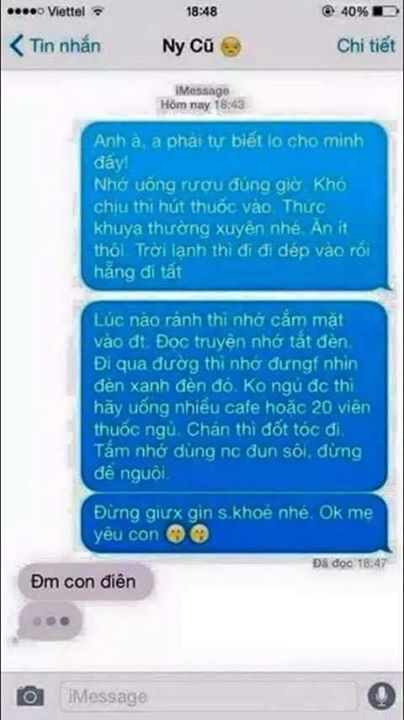 Viettel 18:48 40%
Tin nhắn Ny Cũ Chi tiết
iMessage
Hôm nay 18:43
Anh à, a phải tự biết lo cho mình
đấy!
Nhớ uống rượu đúng giờ. Khó
chịu thì hút thuốc vào. Thức
khuya thường xuyên nhé. Ăn ít
thôi. Trời lạnh thì đi đi dép vào rồi
hẵng đi tất
Lúc nào rảnh thì nhớ cắm mặt
vào đt. Đọc truyện nhớ tắt đèn.
Đi qua đườg thì nhớ đưngf nhìn
đèn xanh đèn đỏ. Ko ngủ đc thì
hãy uống nhiều cafe hoặc 20 viên
thuốc ngủ. Chán thì đốt tóc đi.
Tắm nhớ dùng nc đun sôi, đừng
để nguội.
Đừng giưx gìn s.khoẻ nhé. Ok mẹ
yêu con 😗😗
Đã đọc 18:47
Đm con điên
iMessage